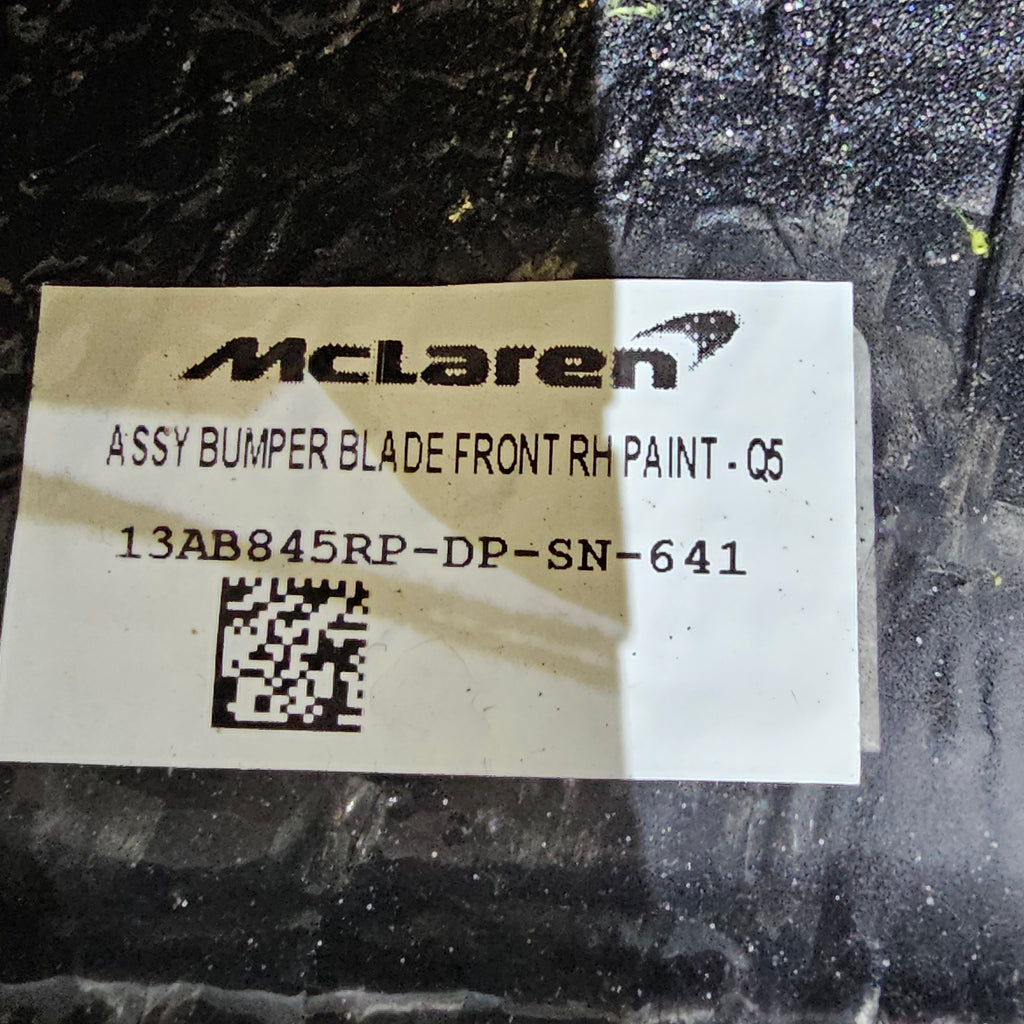 McLaren
ASSY BUMPER BLADE FRONT RH PAINT - Q5
13AB845RP-DP-SN-641